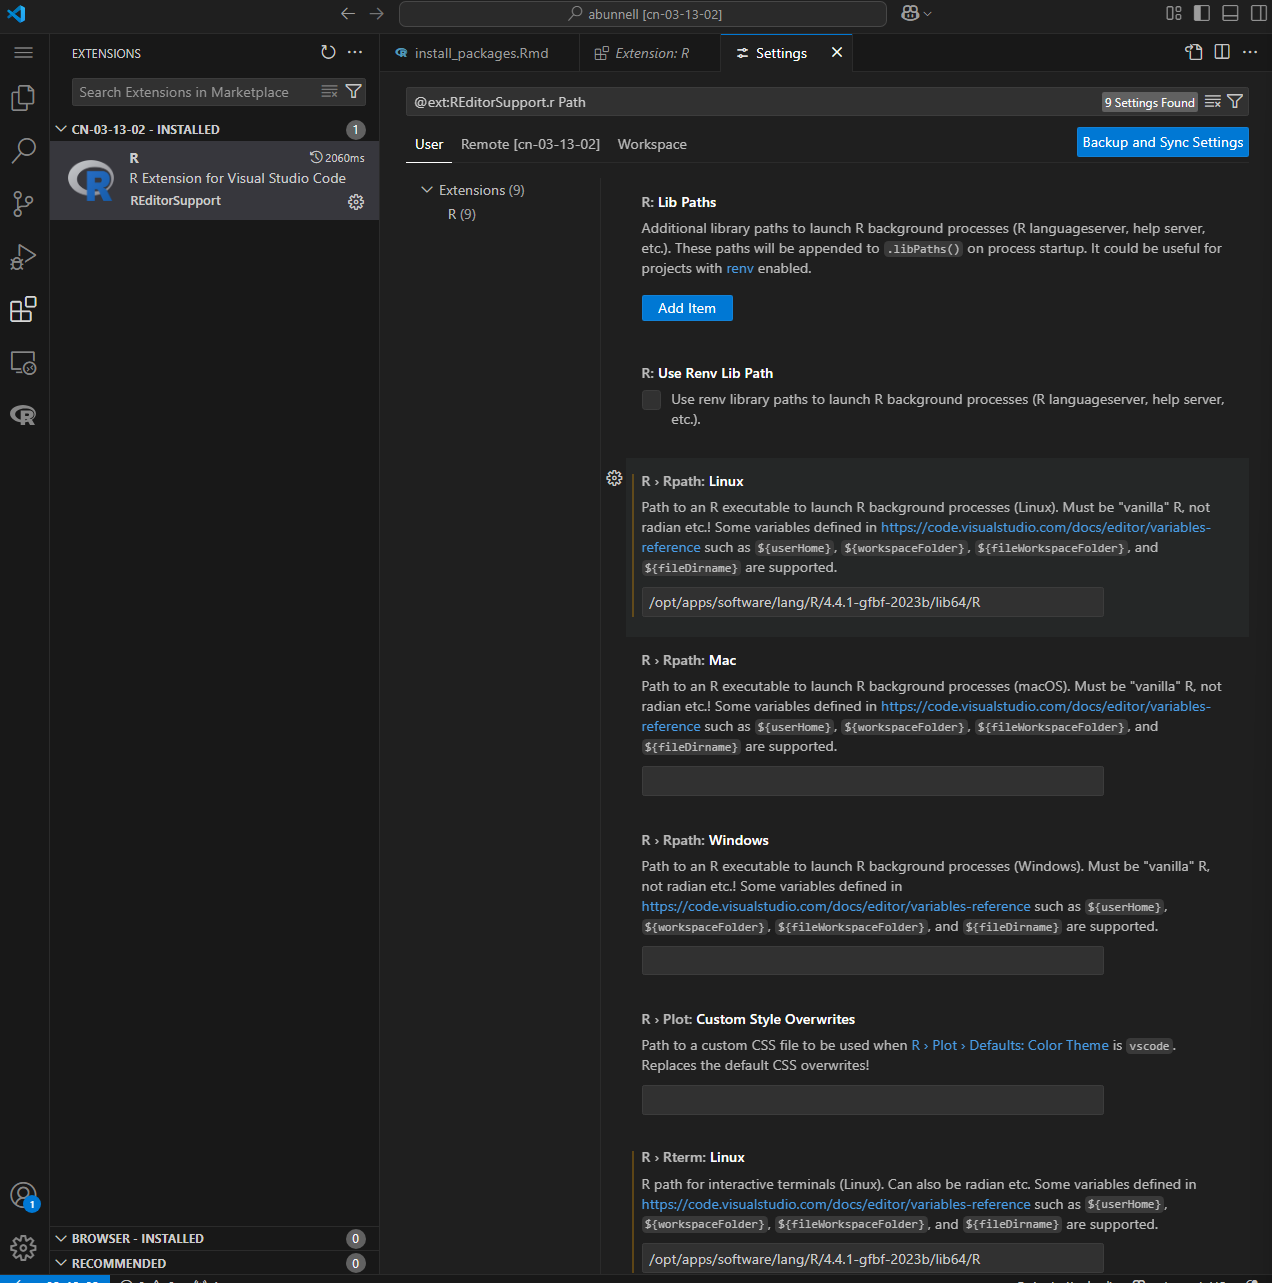 abunnell [cn-03-13-02]
EXTENSIONS
install_packages.Rmd
Extension: R
Settings
Search Extensions in Marketplace
@ext:REditorSupport.r Path
9 Settings Found
CN-03-13-02 - INSTALLED
1
User
Remote [cn-03-13-02]
Workspace
Backup and Sync Settings
R
2060ms
R Extension for Visual Studio Code
REditorSupport
Extensions (9)
R (9)
R: Lib Paths
Additional library paths to launch R background processes (R languageserver, help server,
etc.). These paths will be appended to .libPaths() on process startup. It could be useful for
projects with renv enabled.
Add Item
R: Use Renv Lib Path
Use renv library paths to launch R background processes (R languageserver, help server,
etc.).
R › Rpath: Linux
Path to an R executable to launch R background processes (Linux). Must be "vanilla" R, not
radian etc.! Some variables defined in https://code.visualstudio.com/docs/editor/variables-
reference such as ${userHome}, ${workspaceFolder}, ${fileWorkspaceFolder}, and
${fileDirname} are supported.
/opt/apps/software/lang/R/4.4.1-gfbf-2023b/lib64/R
R › Rpath: Mac
Path to an R executable to launch R background processes (macOS). Must be "vanilla" R, not
radian etc.! Some variables defined in https://code.visualstudio.com/docs/editor/variables-
reference such as ${userHome}, ${workspaceFolder}, ${fileWorkspaceFolder}, and
${fileDirname} are supported.
R › Rpath: Windows
Path to an R executable to launch R background processes (Windows). Must be "vanilla" R,
not radian etc.! Some variables defined in
https://code.visualstudio.com/docs/editor/variables-reference such as ${userHome},
${workspaceFolder}, ${fileWorkspaceFolder}, and ${fileDirname} are supported.
R › Plot: Custom Style Overwrites
Path to a custom CSS file to be used when R › Plot › Defaults: Color Theme is vscode.
Replaces the default CSS overwrites!
R › Rterm: Linux
R path for interactive terminals (Linux). Can also be radian etc. Some variables defined in
https://code.visualstudio.com/docs/editor/variables-reference such as ${userHome},
${workspaceFolder}, ${fileWorkspaceFolder}, and ${fileDirname} are supported.
/opt/apps/software/lang/R/4.4.1-gfbf-2023b/lib64/R
1
BROWSER - INSTALLED
0
RECOMMENDED
0